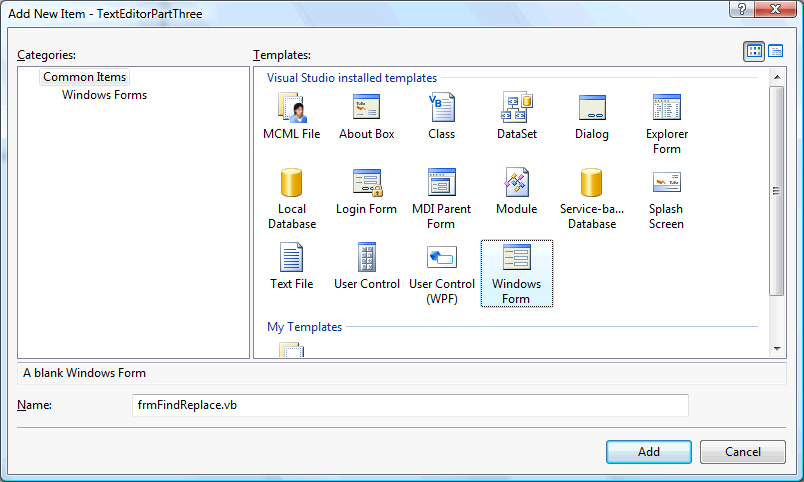 Add New Item - TextEditorPartThree
Categories:
Templates:
Common Items
Windows Forms
Visual Studio installed templates
MCML File
About Box
Class
DataSet
Dialog
Explorer
Form
Local
Database
Login Form
MDI Parent
Form
Module
Service-ba...
Database
Splash
Screen
Text File
User Control
User Control
(WPF)
Windows
Form
My Templates
A blank Windows Form
Name:
frmFindReplace.vb
Add
Cancel